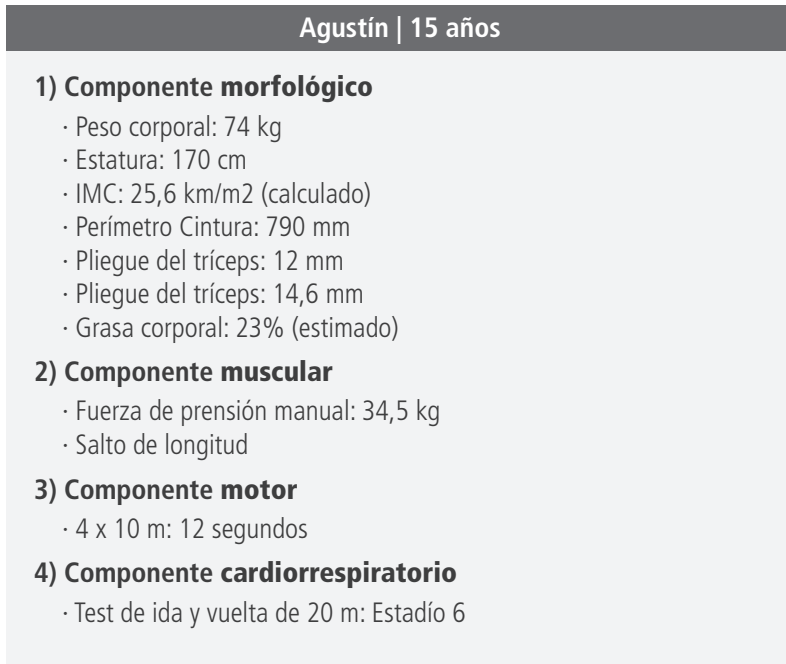 Agustín | 15 años
1) Componente morfológico
· Peso corporal: 74 kg
· Estatura: 170 cm
· IMC: 25,6 km/m2 (calculado)
· Perímetro Cintura: 790 mm
· Pliegue del tríceps: 12 mm
· Pliegue del tríceps: 14,6 mm
· Grasa corporal: 23% (estimado)
2) Componente muscular
· Fuerza de prensión manual: 34,5 kg
· Salto de longitud
3) Componente motor
· 4 x 10 m: 12 segundos
4) Componente cardiorrespiratorio
· Test de ida y vuelta de 20 m: Estadío 6